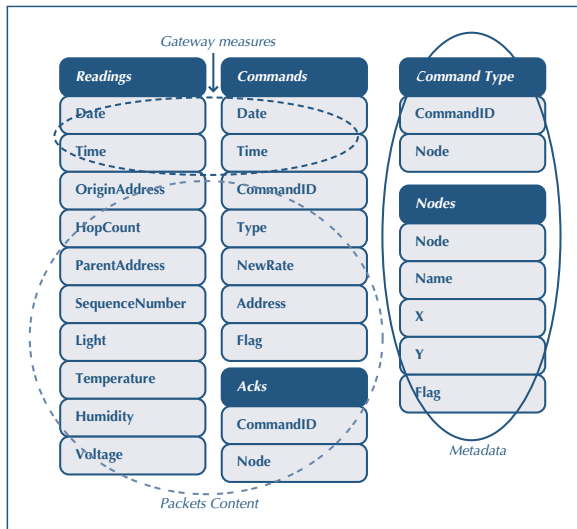 Gateway measures
Readings
Date
Time
OriginAddress
HopCount
ParentAddress
SequenceNumber
Light
Temperature
Humidity
Voltage
Commands
Date
Time
CommandID
Type
NewRate
Address
Flag
Acks
CommandID
Node
Packets Content
Command Type
CommandID
Node
Nodes
Node
Name
X
Y
Flag
Metadata